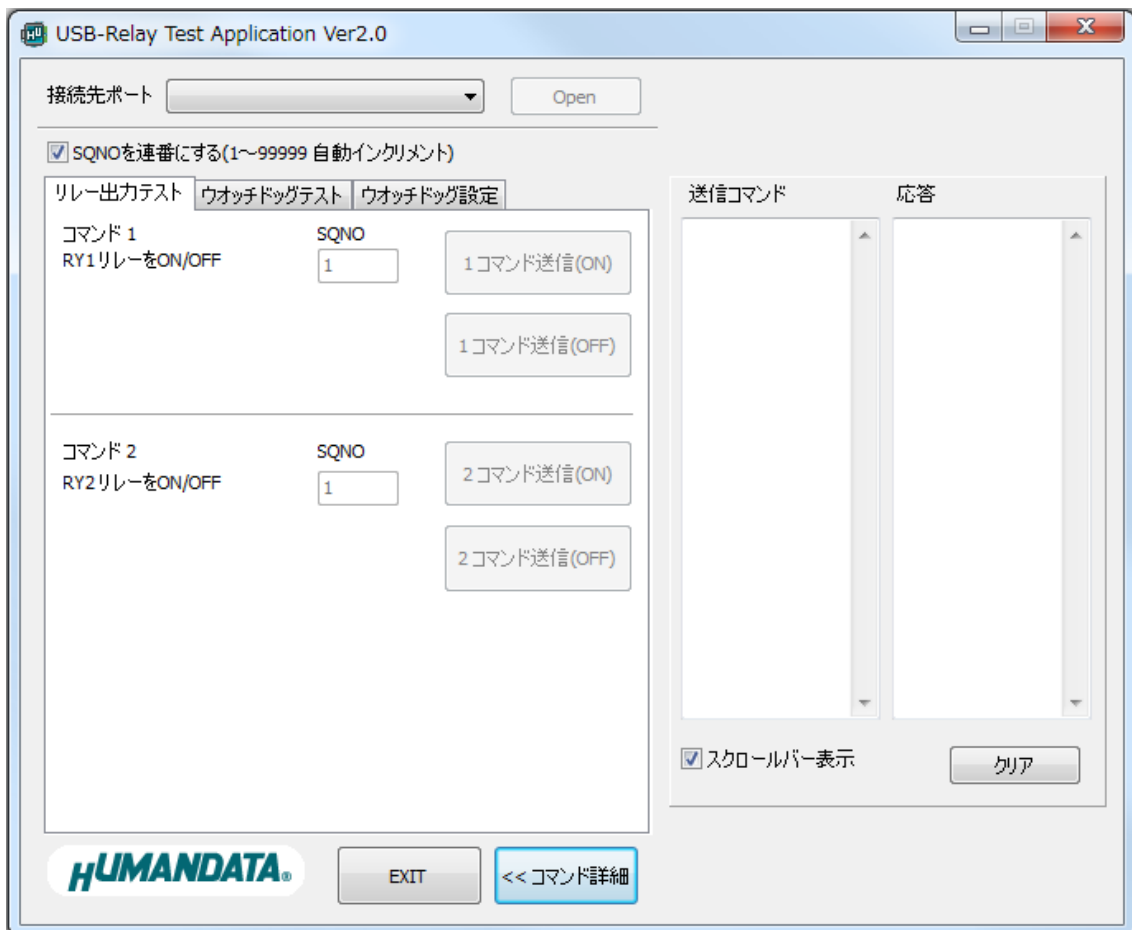 USB-Relay Test Application Ver2.0
接続先ポート
Open
SQNOを連番にする(1～99999 自動インクリメント)
リレー出力テスト ウオッチドッグテスト ウオッチドッグ設定
コマンド 1 SQNO
RY1リレーをON/OFF
1
1コマンド送信(ON)
1コマンド送信(OFF)
コマンド 2 SQNO
RY2リレーをON/OFF
1
2コマンド送信(ON)
2コマンド送信(OFF)
送信コマンド 応答
スクロールバー表示
クリア
HUMANDATA®
EXIT
<< コマンド詳細